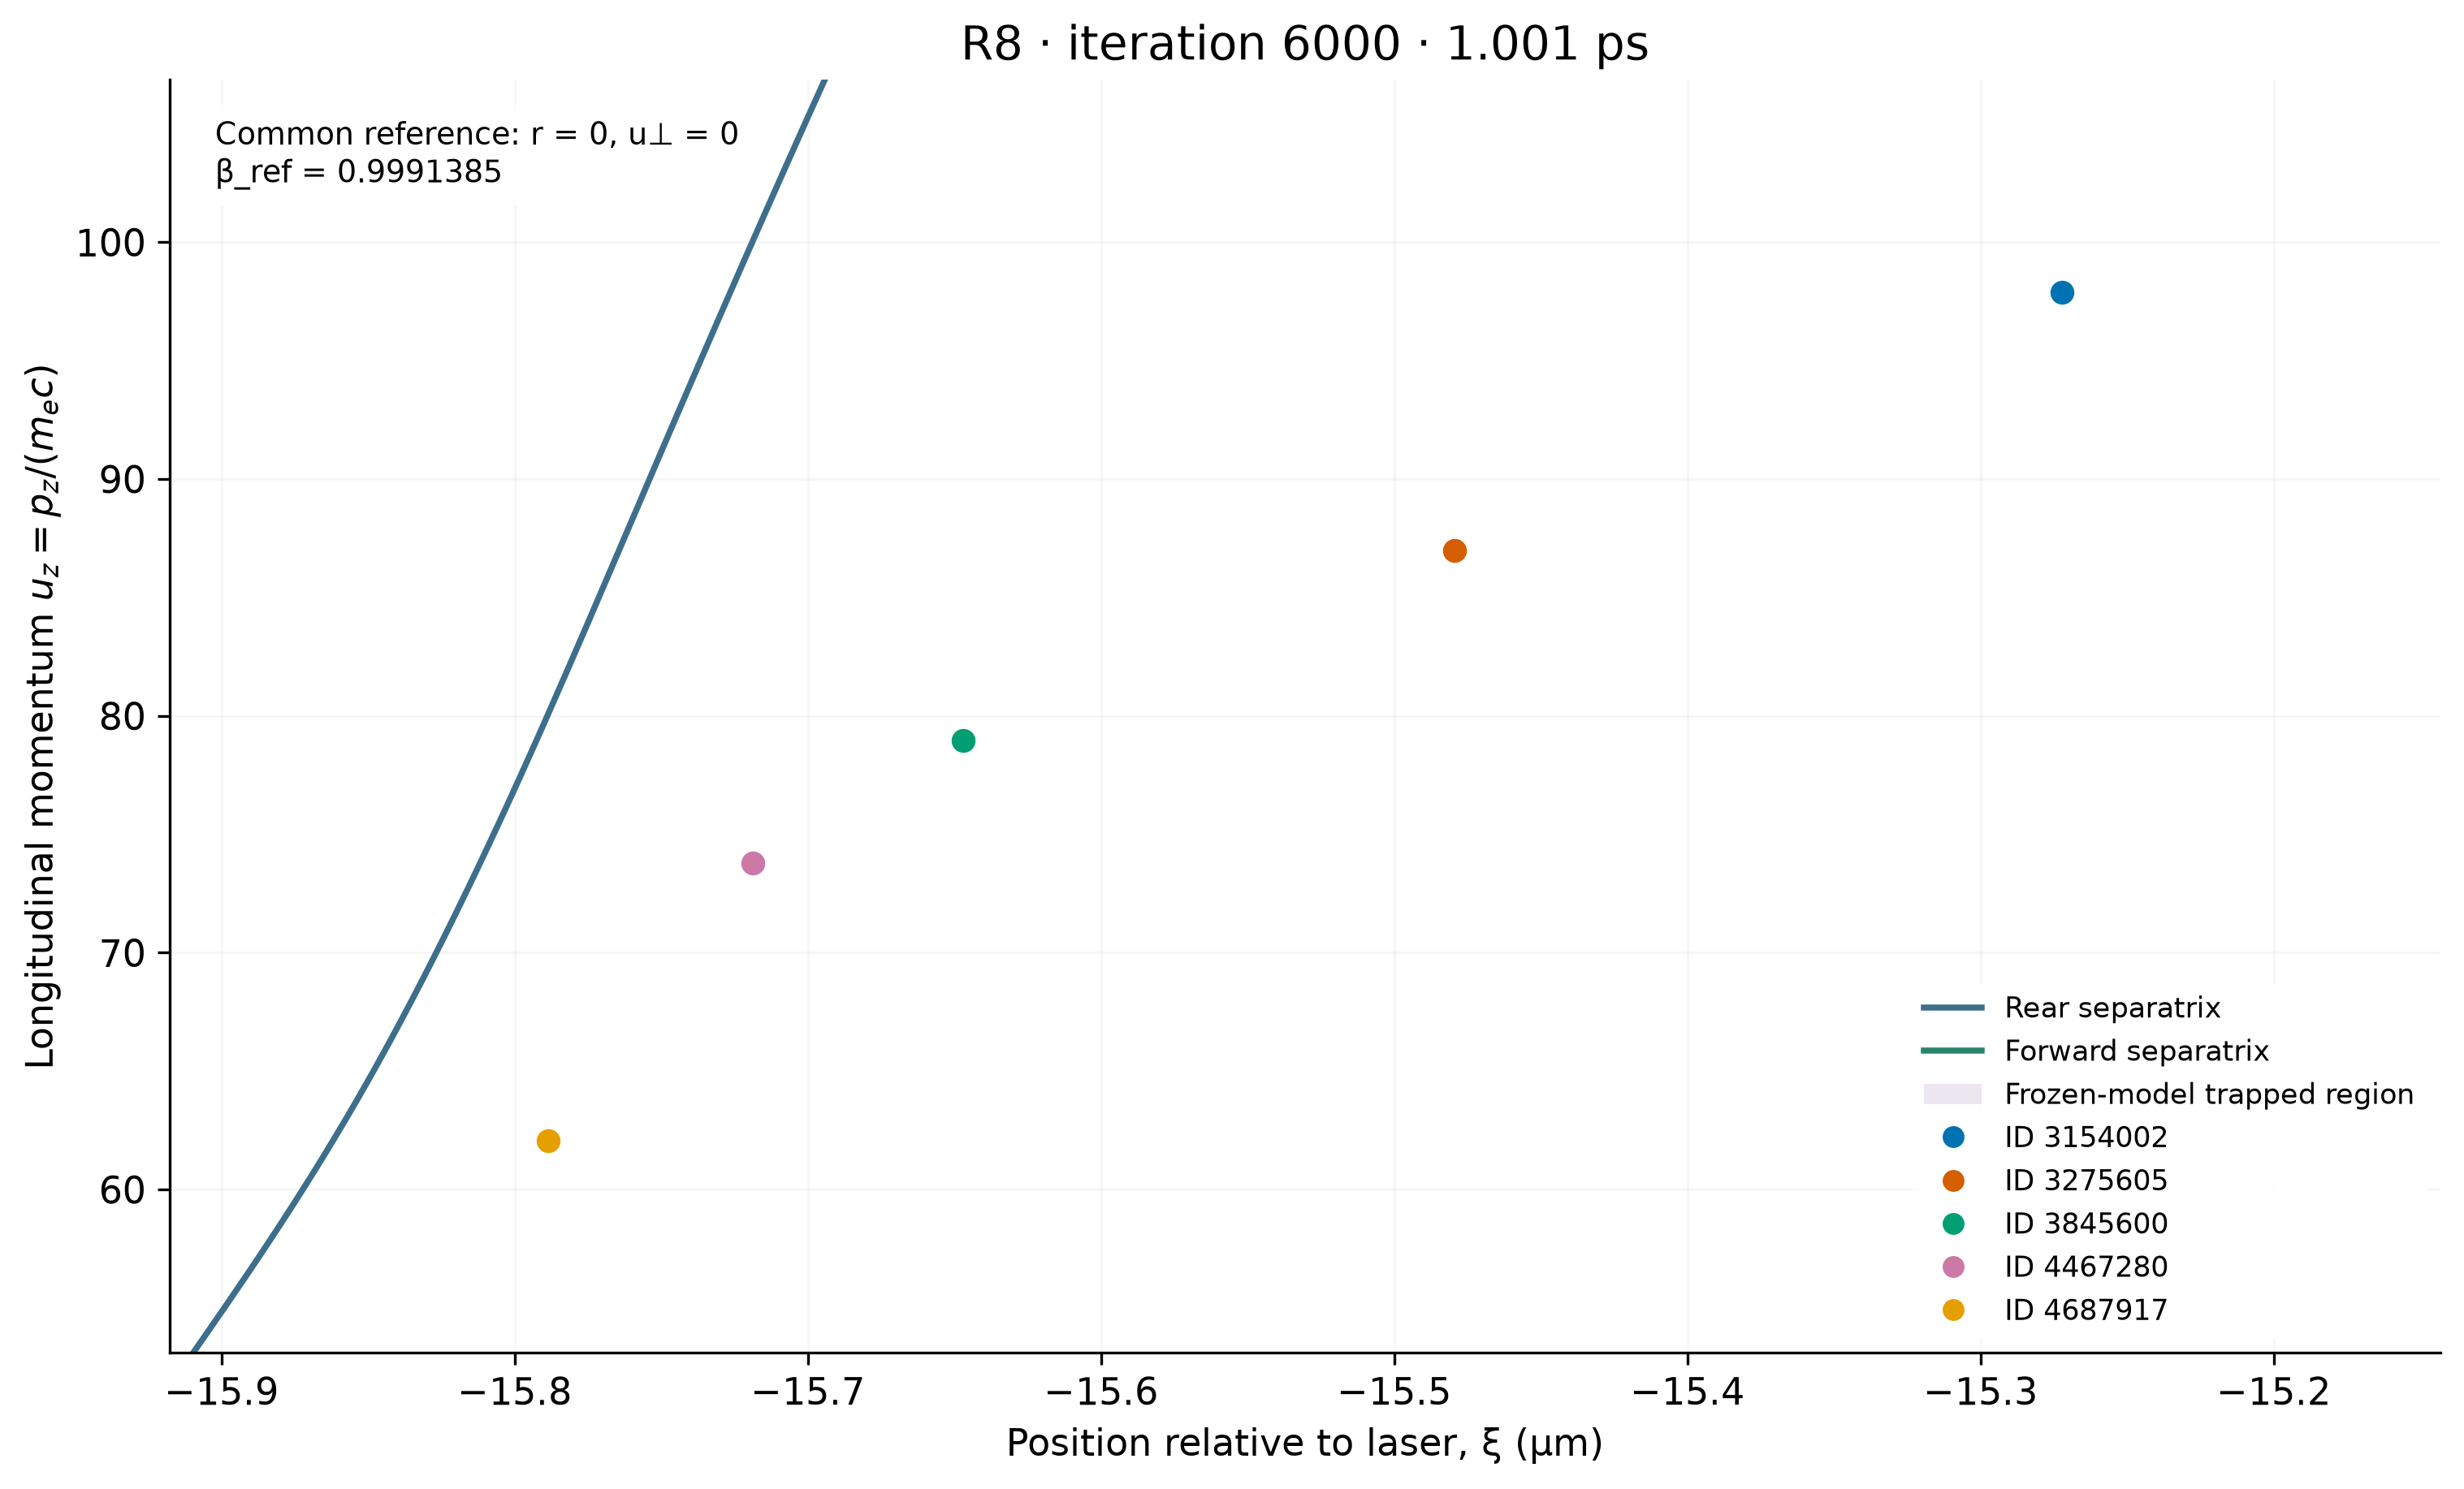 R8 · iteration 6000 · 1.001 ps
Common reference: r = 0, u⊥ = 0
β_ref = 0.9991385
Longitudinal momentum u_z = p_z/(m_e c)
100
90
80
70
60
Rear separatrix
Forward separatrix
Frozen-model trapped region
ID 3154002
ID 3275605
ID 3845600
ID 4467280
ID 4687917
−15.9 −15.8 −15.7 −15.6 −15.5 −15.4 −15.3 −15.2
Position relative to laser, ξ (μm)